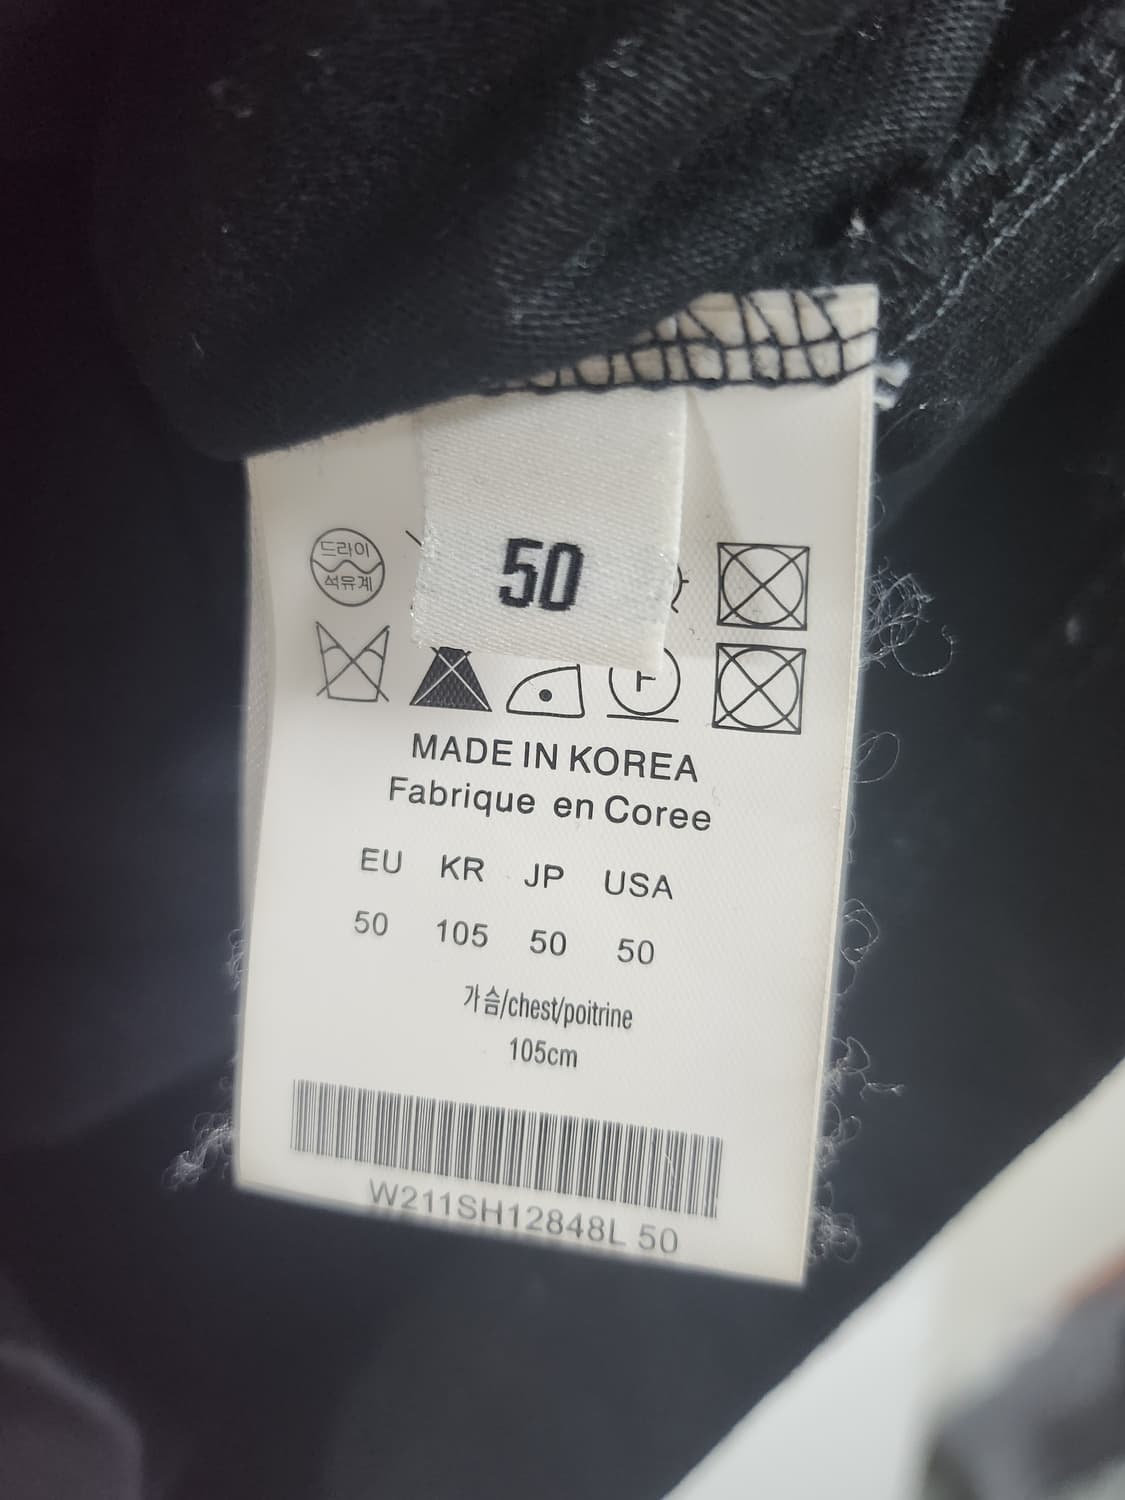 50
드라이
석유계
MADE IN KOREA
Fabrique en Coree
EU KR JP USA
50 105 50 50
가슴/chest/poitrine
105cm
W211SH12848L 50